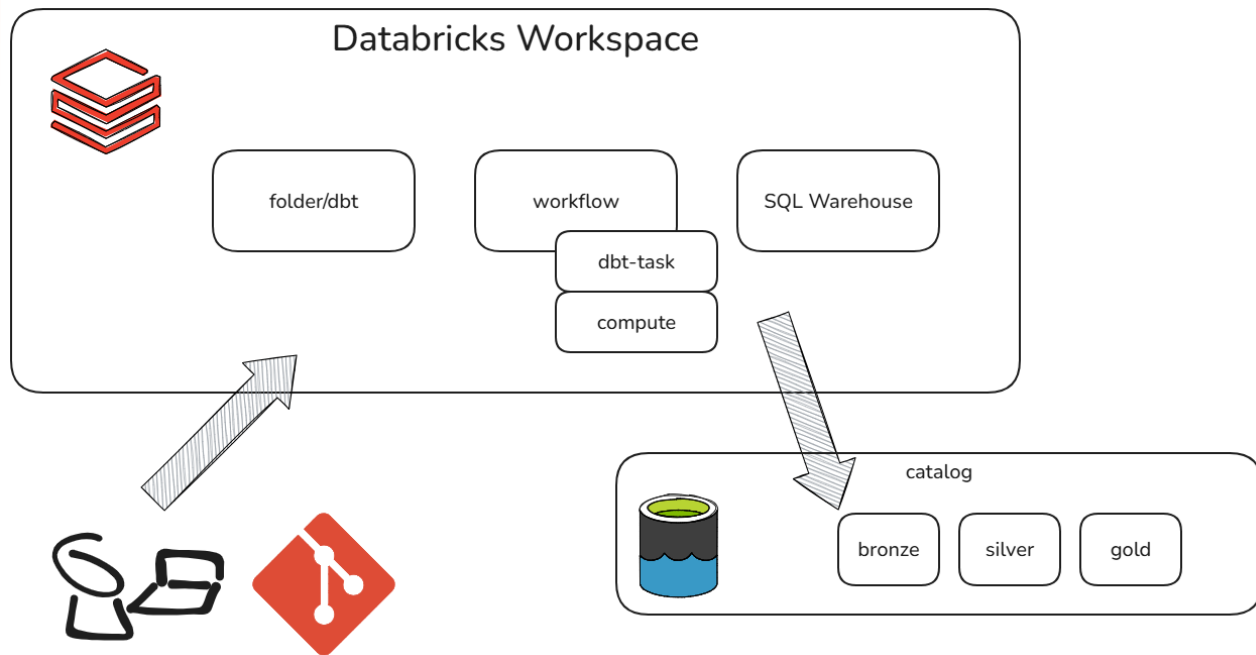 Databricks Workspace
folder/dbt
workflow
SQL Warehouse
dbt-task
compute
catalog
bronze
silver
gold